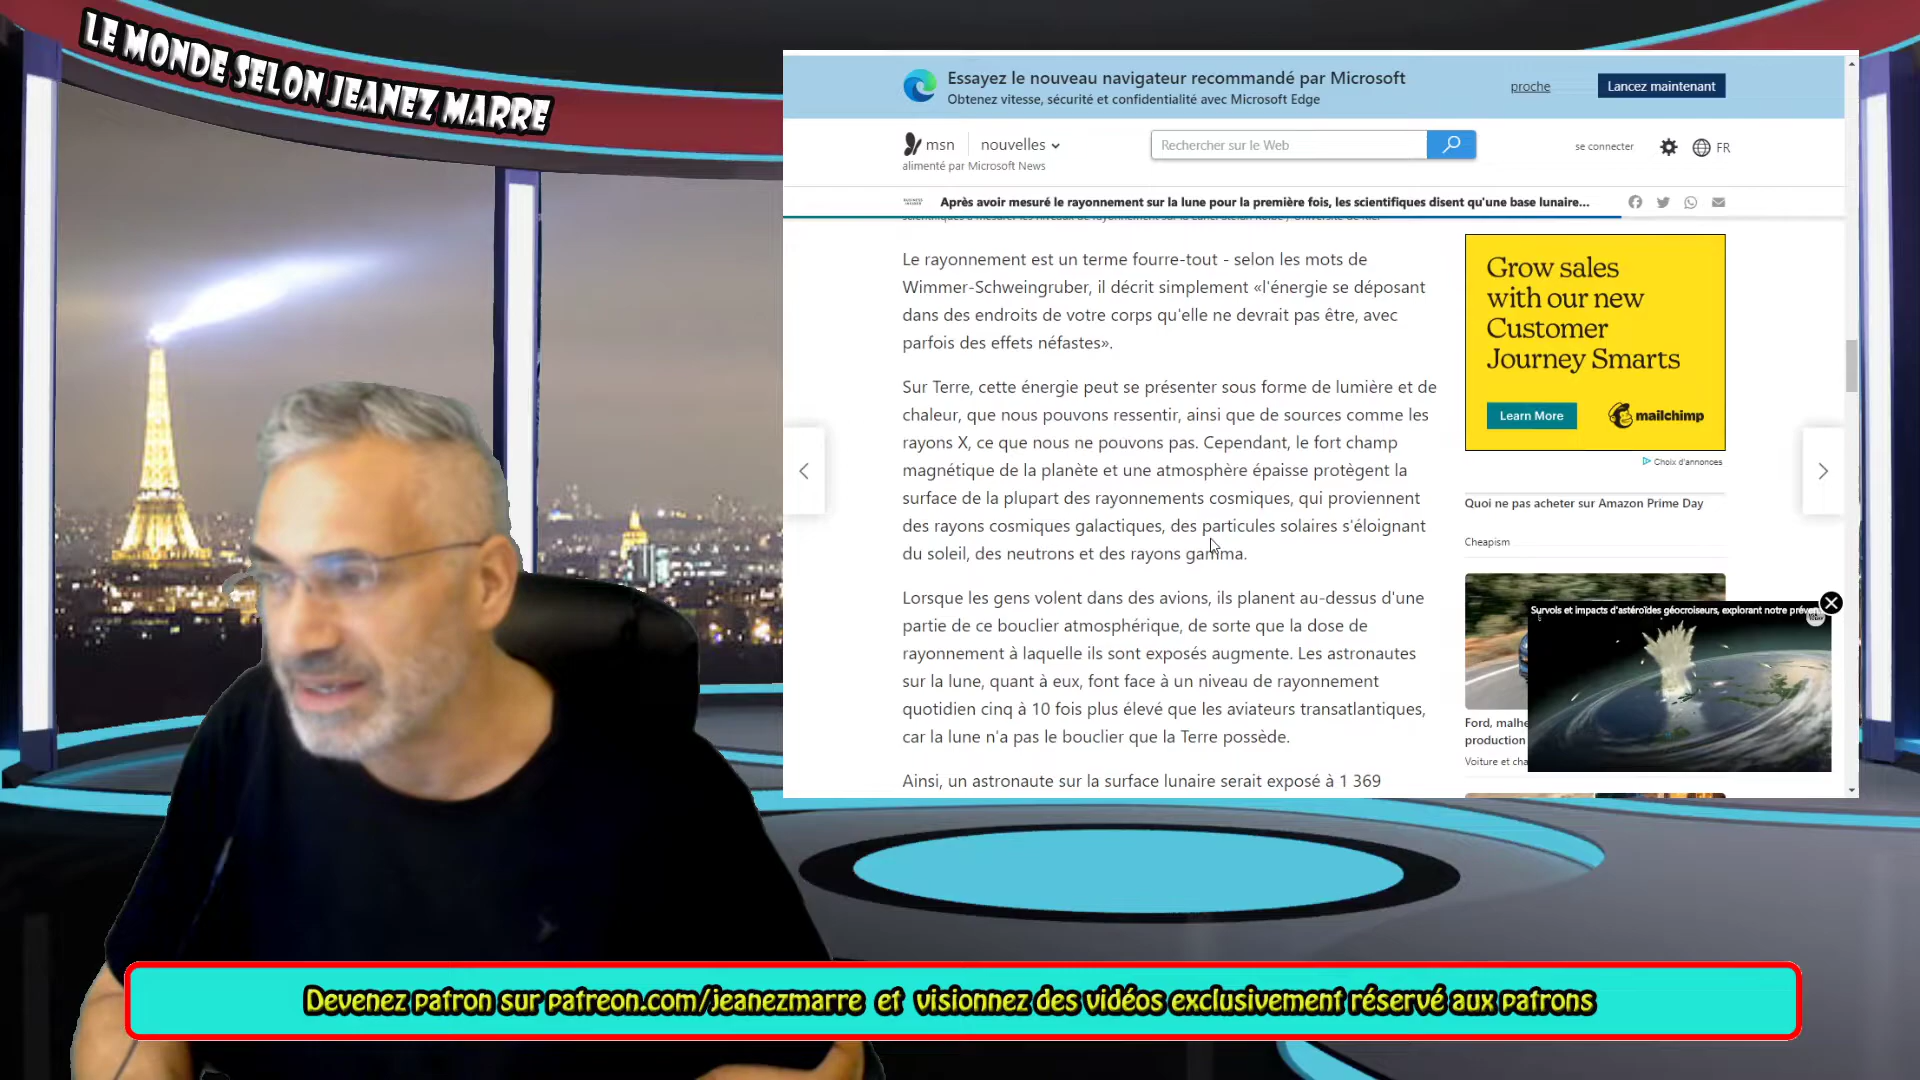 LE MONDE SELON JEANEZ MARRE
Essayez le nouveau navigateur recommandé par Microsoft
Obtenez vitesse, sécurité et confidentialité avec Microsoft Edge
proche
Lancez maintenant
msn
nouvelles
alimenté par Microsoft News
Rechercher sur le Web
se connecter
FR
Après avoir mesuré le rayonnement sur la lune pour la première fois, les scientifiques disent qu'une base lunaire...
Le rayonnement est un terme fourre-tout - selon les mots de
Wimmer-Schweingruber, il décrit simplement «l'énergie se déposant
dans des endroits de votre corps qu'elle ne devrait pas être, avec
parfois des effets néfastes».
Sur Terre, cette énergie peut se présenter sous forme de lumière et de
chaleur, que nous pouvons ressentir, ainsi que de sources comme les
rayons X, ce que nous ne pouvons pas. Cependant, le fort champ
magnétique de la planète et une atmosphère épaisse protègent la
surface de la plupart des rayonnements cosmiques, qui proviennent
des rayons cosmiques galactiques, des particules solaires s'éloignant
du soleil, des neutrons et des rayons gamma.
Lorsque les gens volent dans des avions, ils planent au-dessus d'une
partie de ce bouclier atmosphérique, de sorte que la dose de
rayonnement à laquelle ils sont exposés augmente. Les astronautes
sur la lune, quant à eux, font face à un niveau de rayonnement
quotidien cinq à 10 fois plus élevé que les aviateurs transatlantiques,
car la lune n'a pas le bouclier que la Terre possède.
Ainsi, un astronaute sur la surface lunaire serait exposé à 1 369
Grow sales
with our new
Customer
Journey Smarts
Learn More
mailchimp
Choix d'annonces
Quoi ne pas acheter sur Amazon Prime Day
Cheapism
Survols et impacts d'astéroïdes géocroiseurs, explorant notre préven
Ford, malhe
production
Voiture et cha
Devenez patron sur patreon.com/jeanezmarre et visionnez des vidéos exclusivement réservé aux patrons